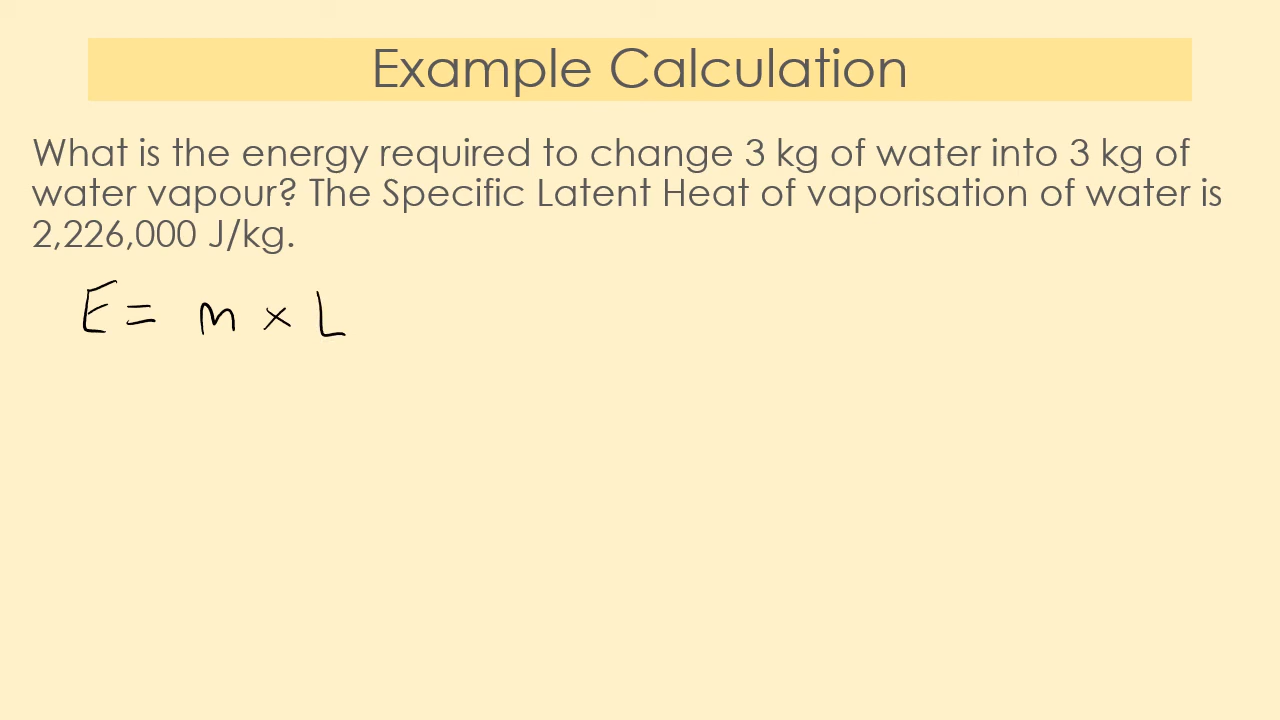 Example Calculation
What is the energy required to change 3 kg of water into 3 kg of
water vapour? The Specific Latent Heat of vaporisation of water is
2,226,000 J/kg.
E = m × L